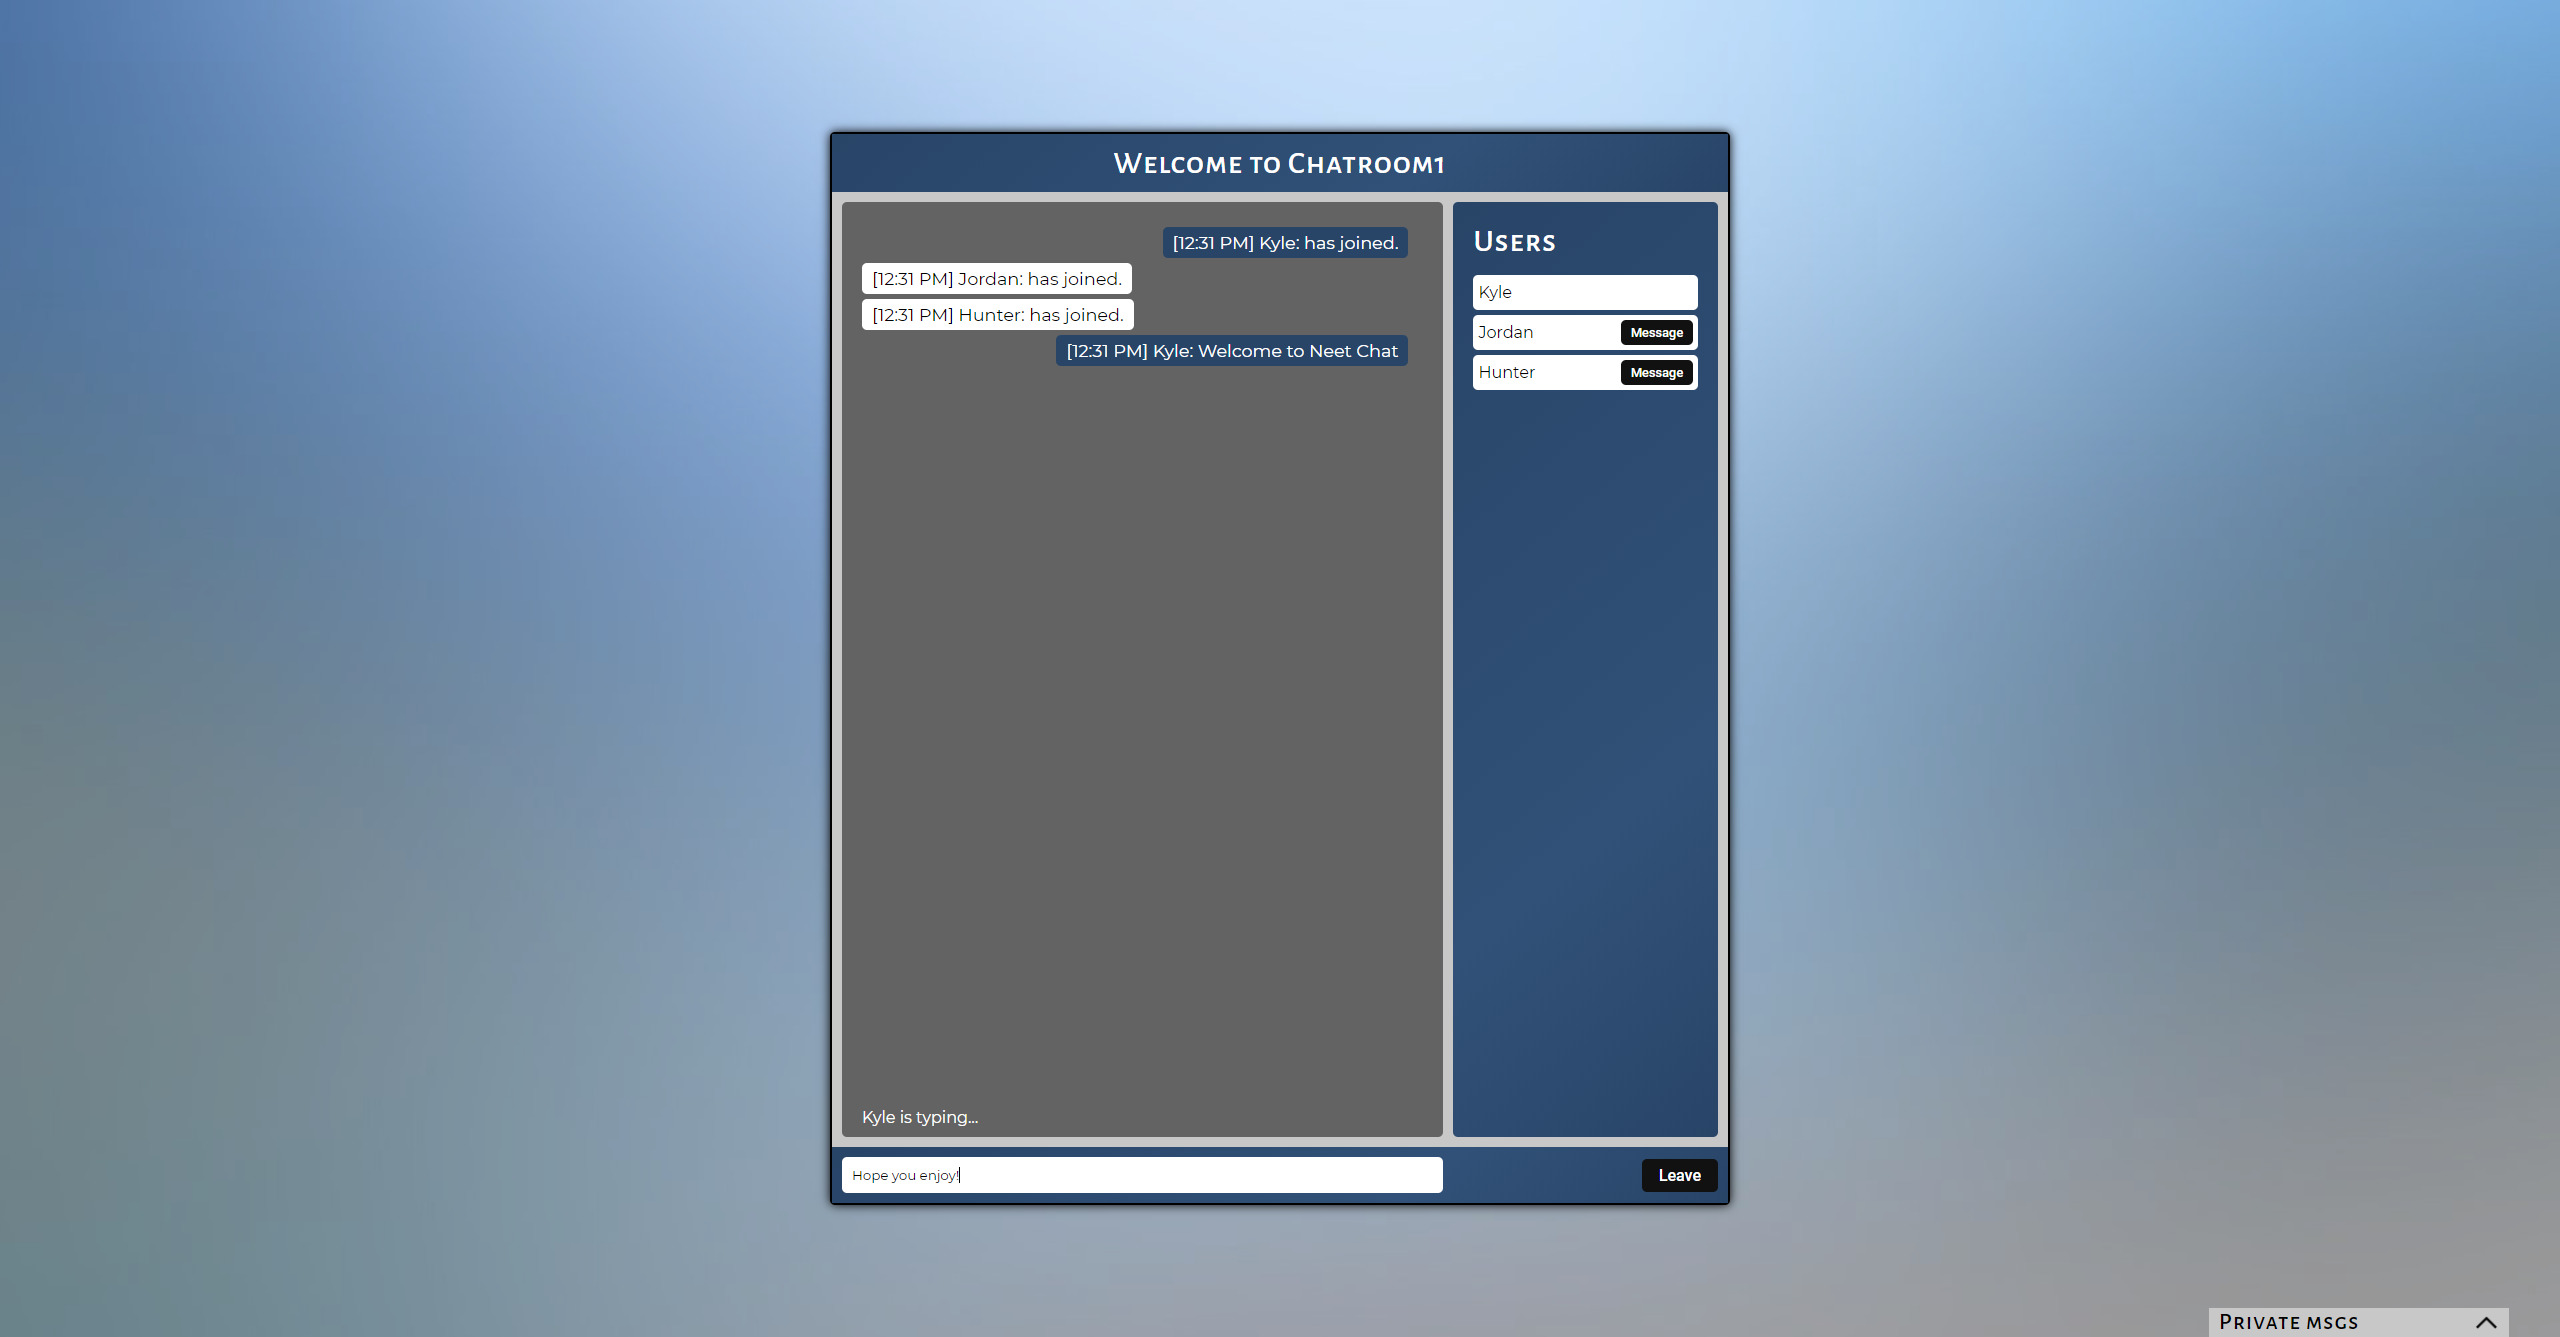 Welcome to Chatroom1
[12:31 PM] Kyle: has joined.
[12:31 PM] Jordan: has joined.
[12:31 PM] Hunter: has joined.
[12:31 PM] Kyle: Welcome to Neet Chat
Kyle is typing...
Users
Kyle
Jordan Message
Hunter Message
Hope you enjoy!
Leave
Private msgs